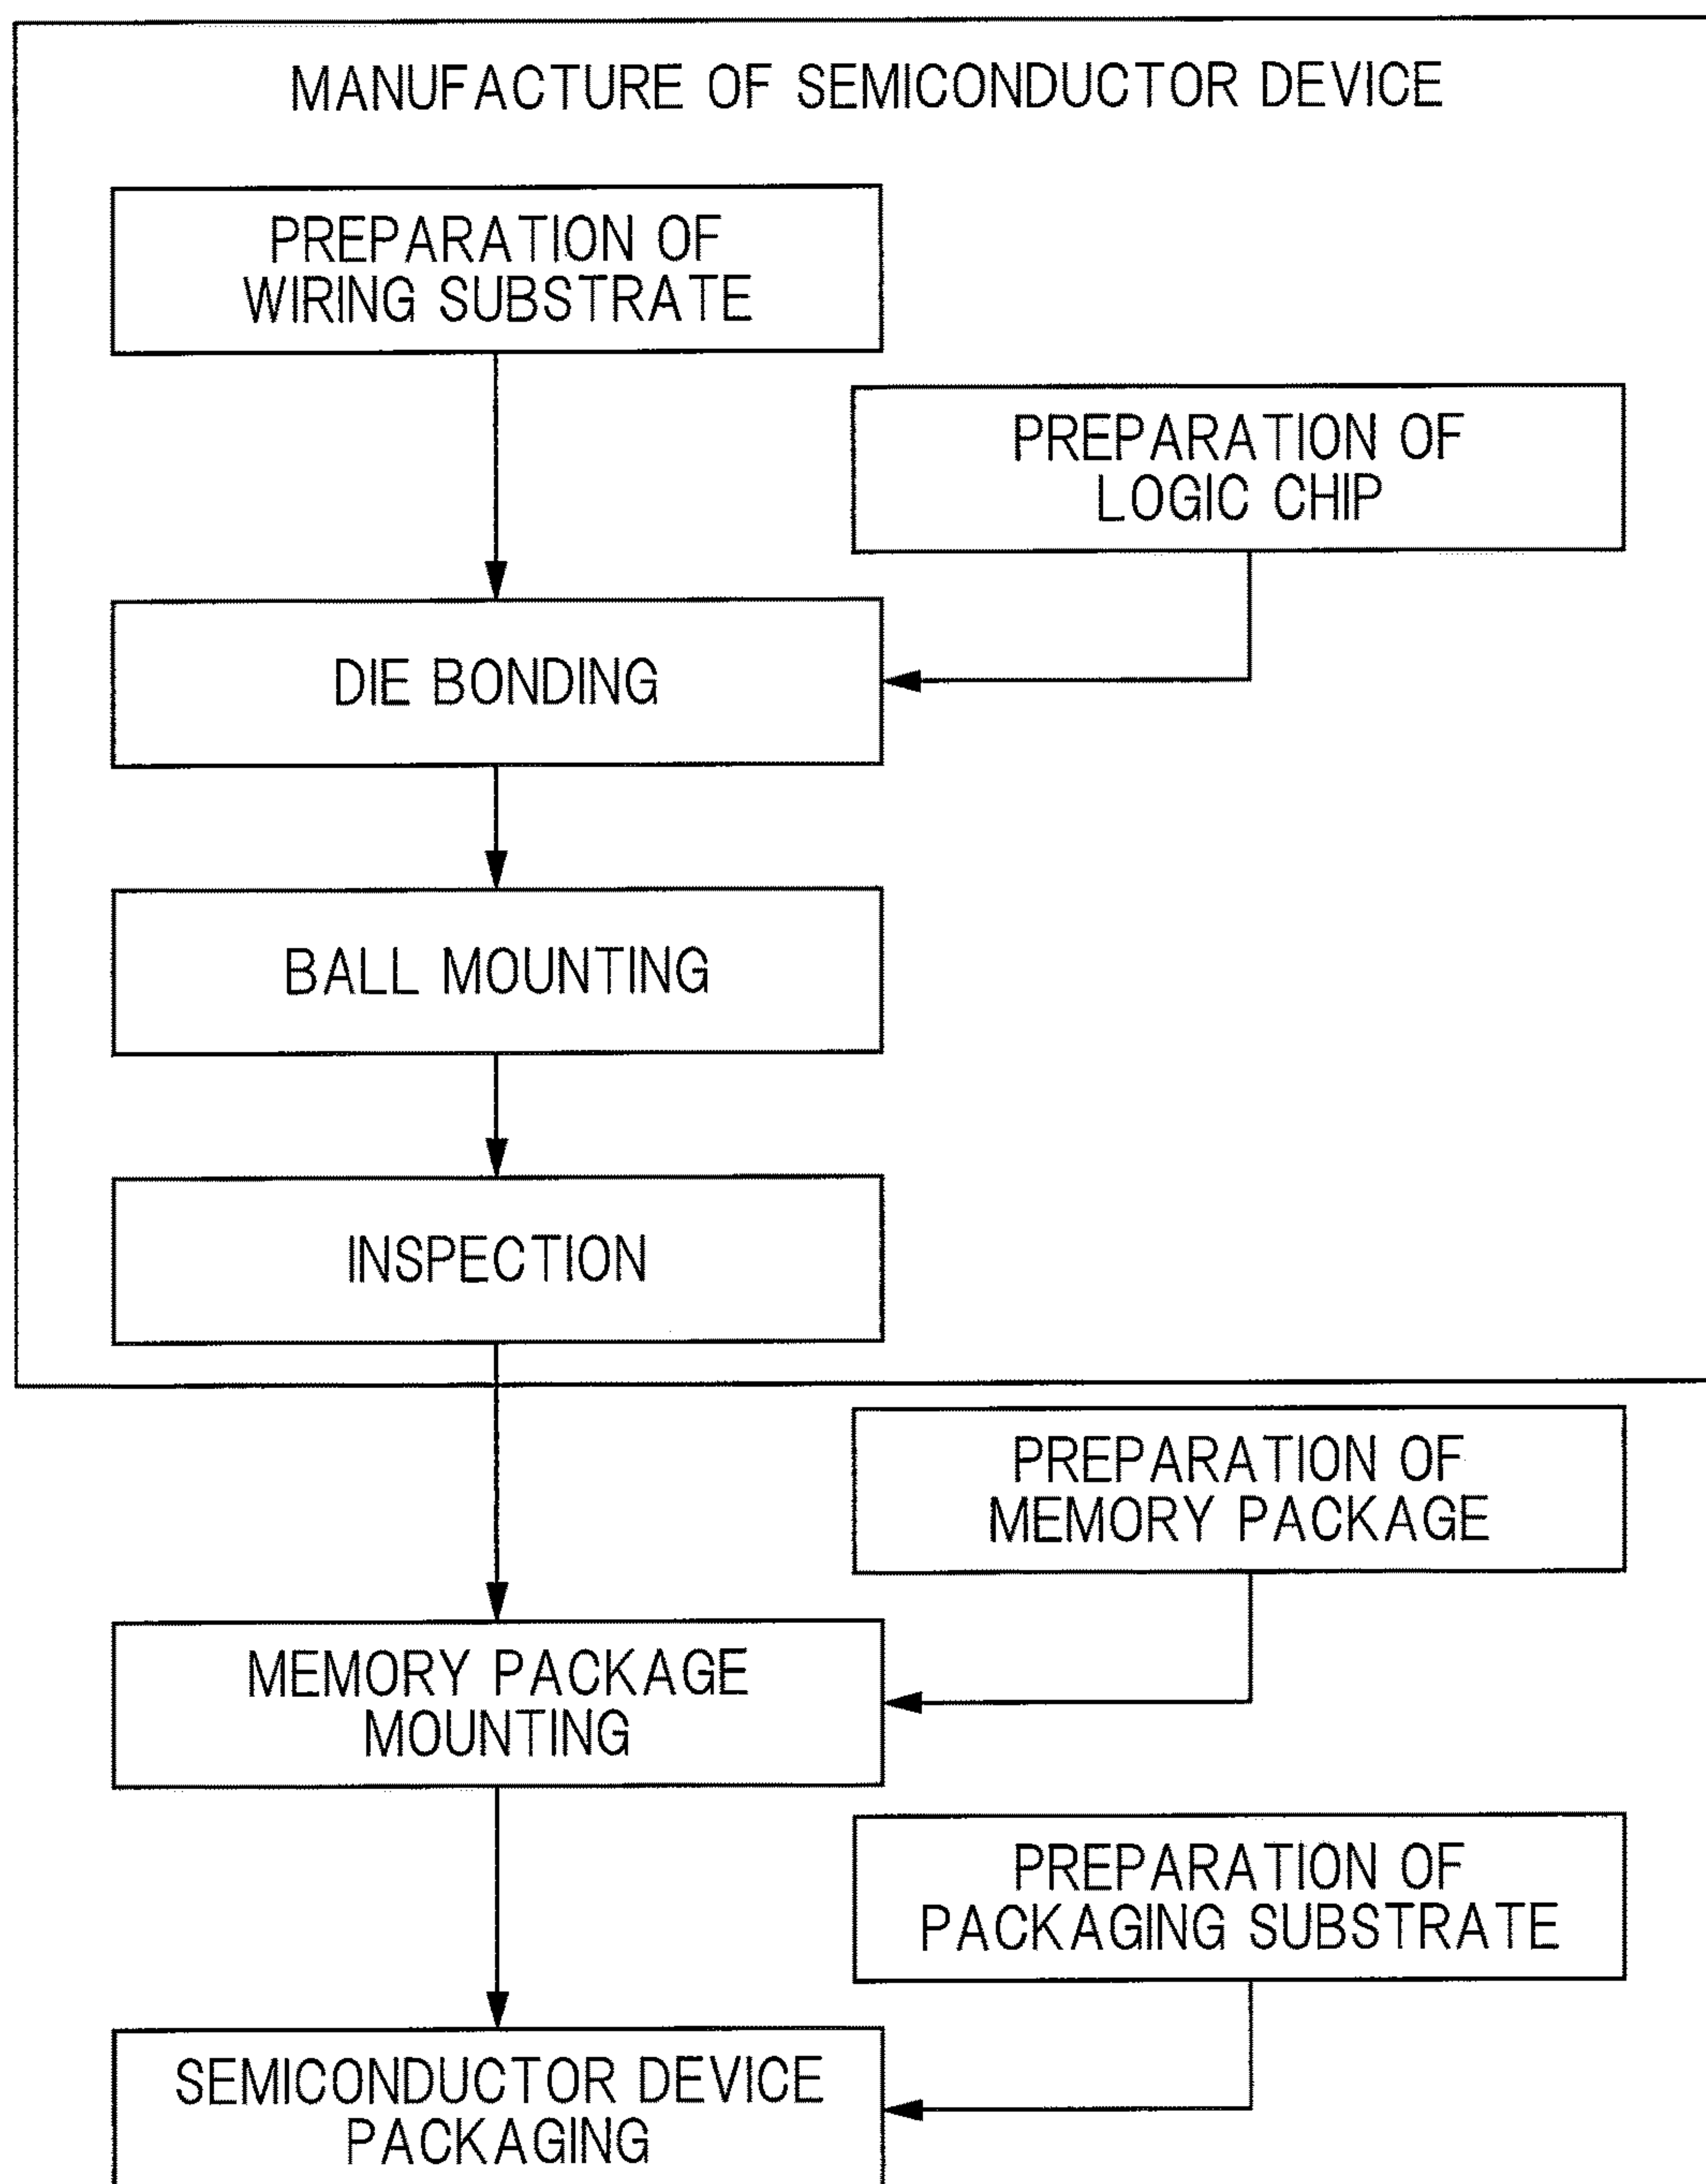 MANUFACTURE OF SEMICONDUCTOR DEVICE
PREPARATION OF
WIRING SUBSTRATE
PREPARATION OF
LOGIC CHIP
DIE BONDING
BALL MOUNTING
INSPECTION
PREPARATION OF
MEMORY PACKAGE
MEMORY PACKAGE
MOUNTING
PREPARATION OF
PACKAGING SUBSTRATE
SEMICONDUCTOR DEVICE
PACKAGING